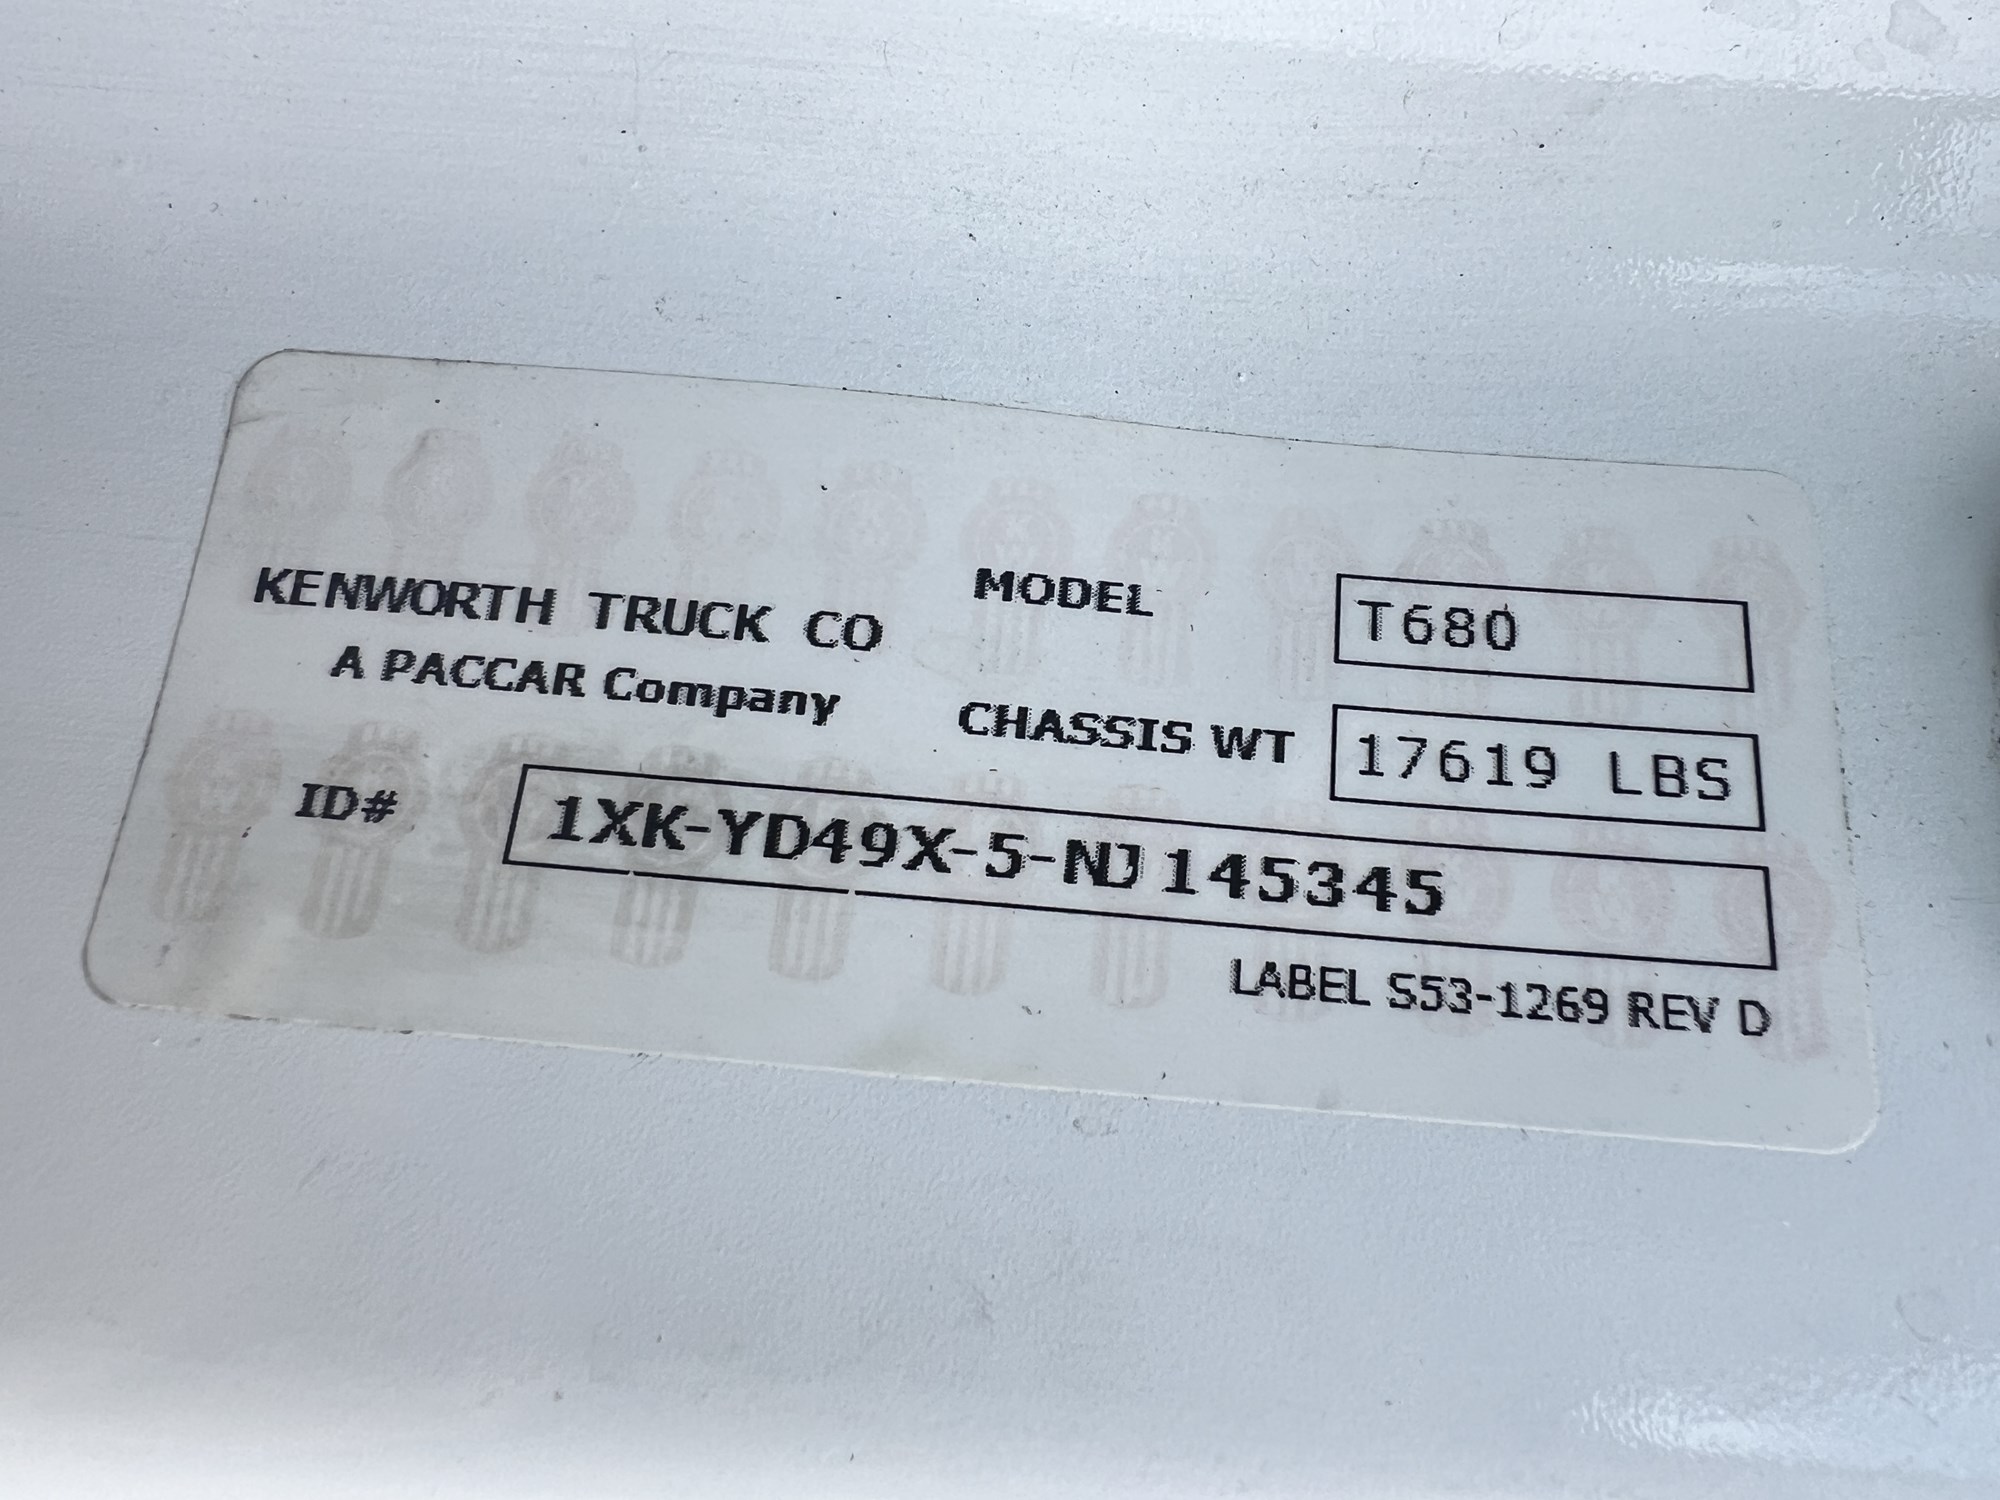 KENWORTH TRUCK CO
A PACCAR Company
MODEL T680
CHASSIS WT 17619 LBS
ID# 1XK-YD49X-5-NJ145345
LABEL S53-1269 REV D